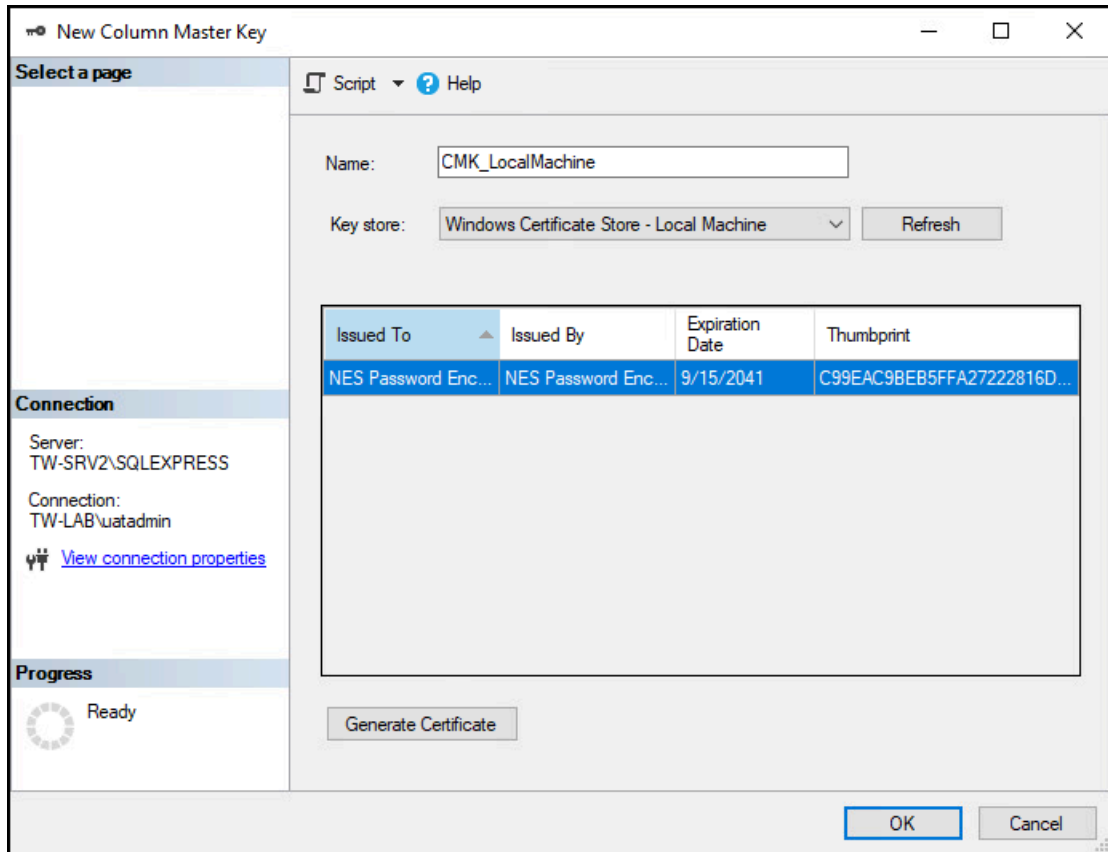 New Column Master Key
Select a page
Script
Help
Name:
CMK_LocalMachine
Key store:
Windows Certificate Store - Local Machine
Refresh
Issued To
Issued By
Expiration
Date
Thumbprint
NES Password Enc...
NES Password Enc...
9/15/2041
C99EAC9BEB5FFA27222816D...
Connection
Server:
TW-SRV2\SQLEXPRESS
Connection:
TW-LAB\uatadmin
View connection properties
Progress
Ready
Generate Certificate
OK
Cancel